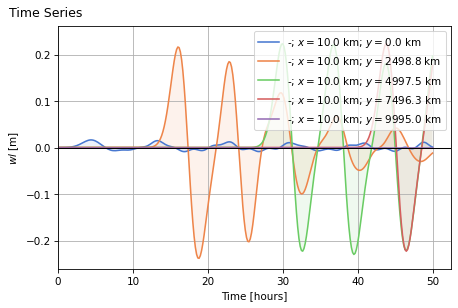 Time Series
-; x = 10.0 km; y = 0.0 km
-; x = 10.0 km; y = 2498.8 km
-; x = 10.0 km; y = 4997.5 km
-; x = 10.0 km; y = 7496.3 km
-; x = 10.0 km; y = 9995.0 km
0.2
0.1
0.0
−0.1
−0.2
wl [m]
0 10 20 30 40 50
Time [hours]